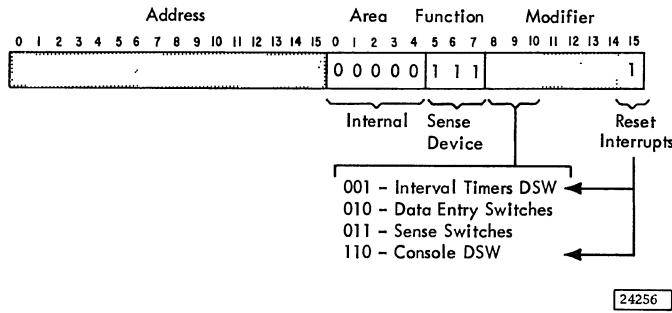 Address Area Function Modifier
0 1 2 3 4 5 6 7 8 9 10 11 12 13 14 15 0 1 2 3 4 5 6 7 8 9 10 11 12 13 14 15
0 0 0 0 0 1 1 1 1
Internal Sense Device Reset Interrupts
001 - Interval Timers DSW
010 - Data Entry Switches
011 - Sense Switches
110 - Console DSW
24256